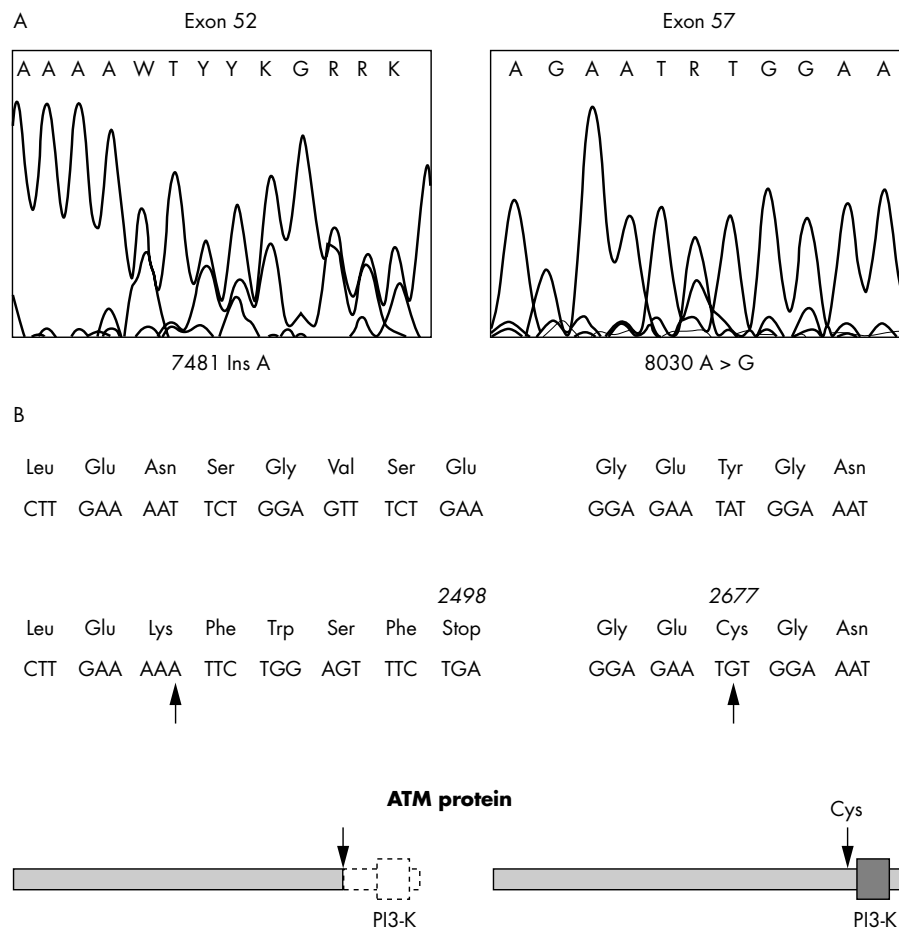 A
Exon 52 Exon 57
A A A A W T Y Y K G R R K A G A A T R T G G A A
7481 Ins A 8030 A > G
B
Leu Glu Asn Ser Gly Val Ser Glu Gly Glu Tyr Gly Asn
CTT GAA AAT TCT GGA GTT TCT GAA GGA GAA TAT GGA AAT
2498 2677
Leu Glu Lys Phe Trp Ser Phe Stop Gly Glu Cys Gly Asn
CTT GAA AAA TTC TGG AGT TTC TGA GGA GAA TGT GGA AAT
ATM protein
Cys
PI3-K PI3-K